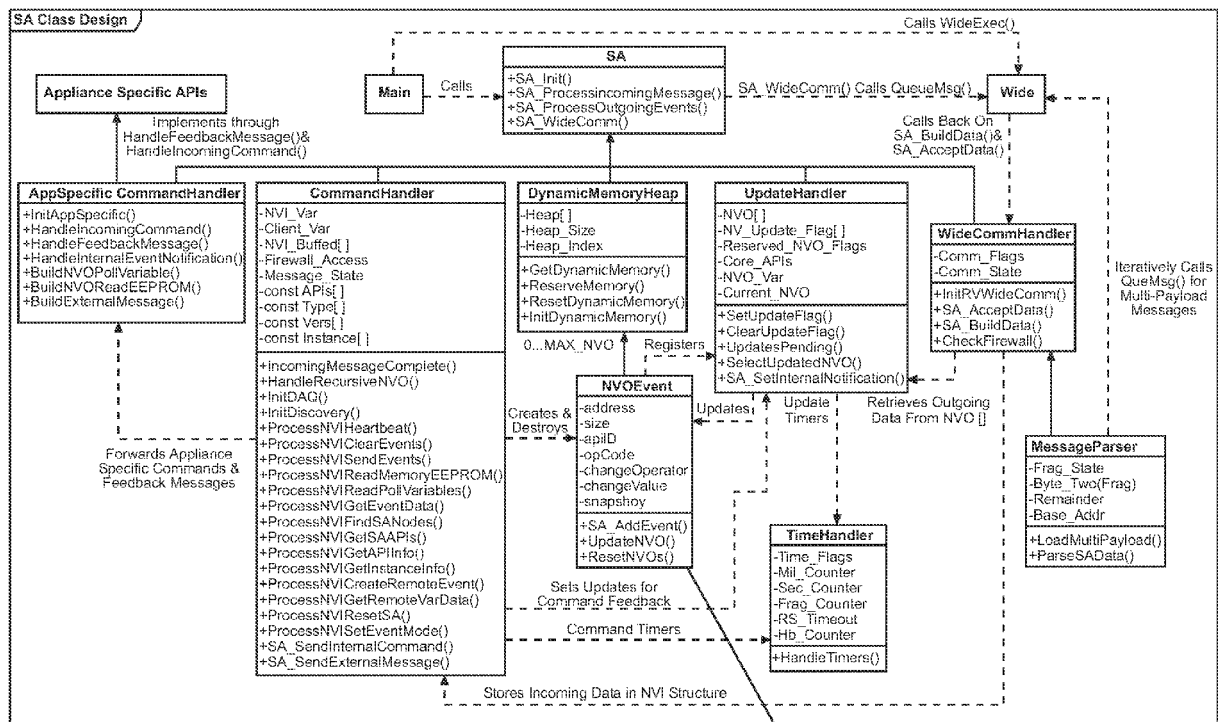 SA Class Design
Calls WideExec()
Appliance Specific APIs
Main
Calls
SA
+SA_Init()
+SA_ProcessincomingMessage()
+SA_ProcessOutgoingEvents()
+SA_WideComm()
SA_WideComm() Calls QueueMsg()
Wide
Implements through
HandleFeedbackMessage()&
HandleIncomingCommand()
Calls Back On
SA_BuildData()&
SA_AcceptData()
AppSpecific CommandHandler
+InitAppSpecific()
+HandleIncomingCommand()
+HandleFeedbackMessage()
+HandleInternalEventNotification()
+BuildNVOPollVariable()
+BuildNVOReadEEPROM()
+BuildExternalMessage()
CommandHandler
-NVI_Var
-Client_Var
-NVI_Buffed[ ]
-Firewall_Access
-Message_State
-const APIs[ ]
-const Type[ ]
-const Vers[ ]
-const Instance[ ]
+IncomingMessageComplete()
+HandleRecursiveNVO()
+InitDAQ()
+InitDiscovery()
+ProcessNVIHeartbeat()
+ProcessNVIClearEvents()
+ProcessNVISendEvents()
+ProcessNVIReadMemoryEEPROM()
+ProcessNVIReadPollVariables()
+ProcessNVIGetEventData()
+ProcessNVIFindSANodes()
+ProcessNVIGetSAAPIs()
+ProcessNVIGetAPIInfo()
+ProcessNVIGetInstanceInfo()
+ProcessNVICreateRemoteEvent()
+ProcessNVIGetRemoteVarData()
+ProcessNVIResetSA()
+ProcessNVISetEventMode()
+SA_SendInternalCommand()
+SA_SendExternalMessage()
DynamicMemoryHeap
-Heap[ ]
-Heap_Size
-Heap_Index
+GetDynamicMemory()
+ReserveMemory()
+ResetDynamicMemory()
+InitDynamicMemory()
UpdateHandler
-NVO[ ]
-NV_Update_Flag[ ]
-Reserved_NVO_Flags
-Core_APIs
-NVO_Var
-Current_NVO
+SetUpdateFlag()
+ClearUpdateFlag()
+UpdatesPending()
+SelectUpdatedNVO()
+SA_SetInternalNotification()
WideCommHandler
-Comm_Flags
-Comm_State
+InitRVWideComm()
+SA_AcceptData()
+SA_BuildData()
+CheckFirewall()
Iteratively Calls
QueMsg() for
Multi-Payload
Messages
0...MAX_NVO
Registers
NVOEvent
-address
-size
-apiID
-opCode
-changeOperator
-changeValue
-snapshoy
+SA_AddEvent()
+UpdateNVO()
+ResetNVOs()
Creates &
Destroys
Updates
Update
Timers
Retrieves Outgoing
Data From NVO []
Forwards Appliance
Specific Commands &
Feedback Messages
MessageParser
-Frag_State
-Byte_Two(Frag)
-Remainder
-Base_Addr
+LoadMultiPayload()
+ParseSAData()
TimeHandler
-Time_Flags
-Mil_Counter
-Sec_Counter
-Frag_Counter
-RS_Timeout
-Hb_Counter
+HandleTimers()
Sets Updates for
Command Feedback
Command Timers
Stores Incoming Data in NVI Structure